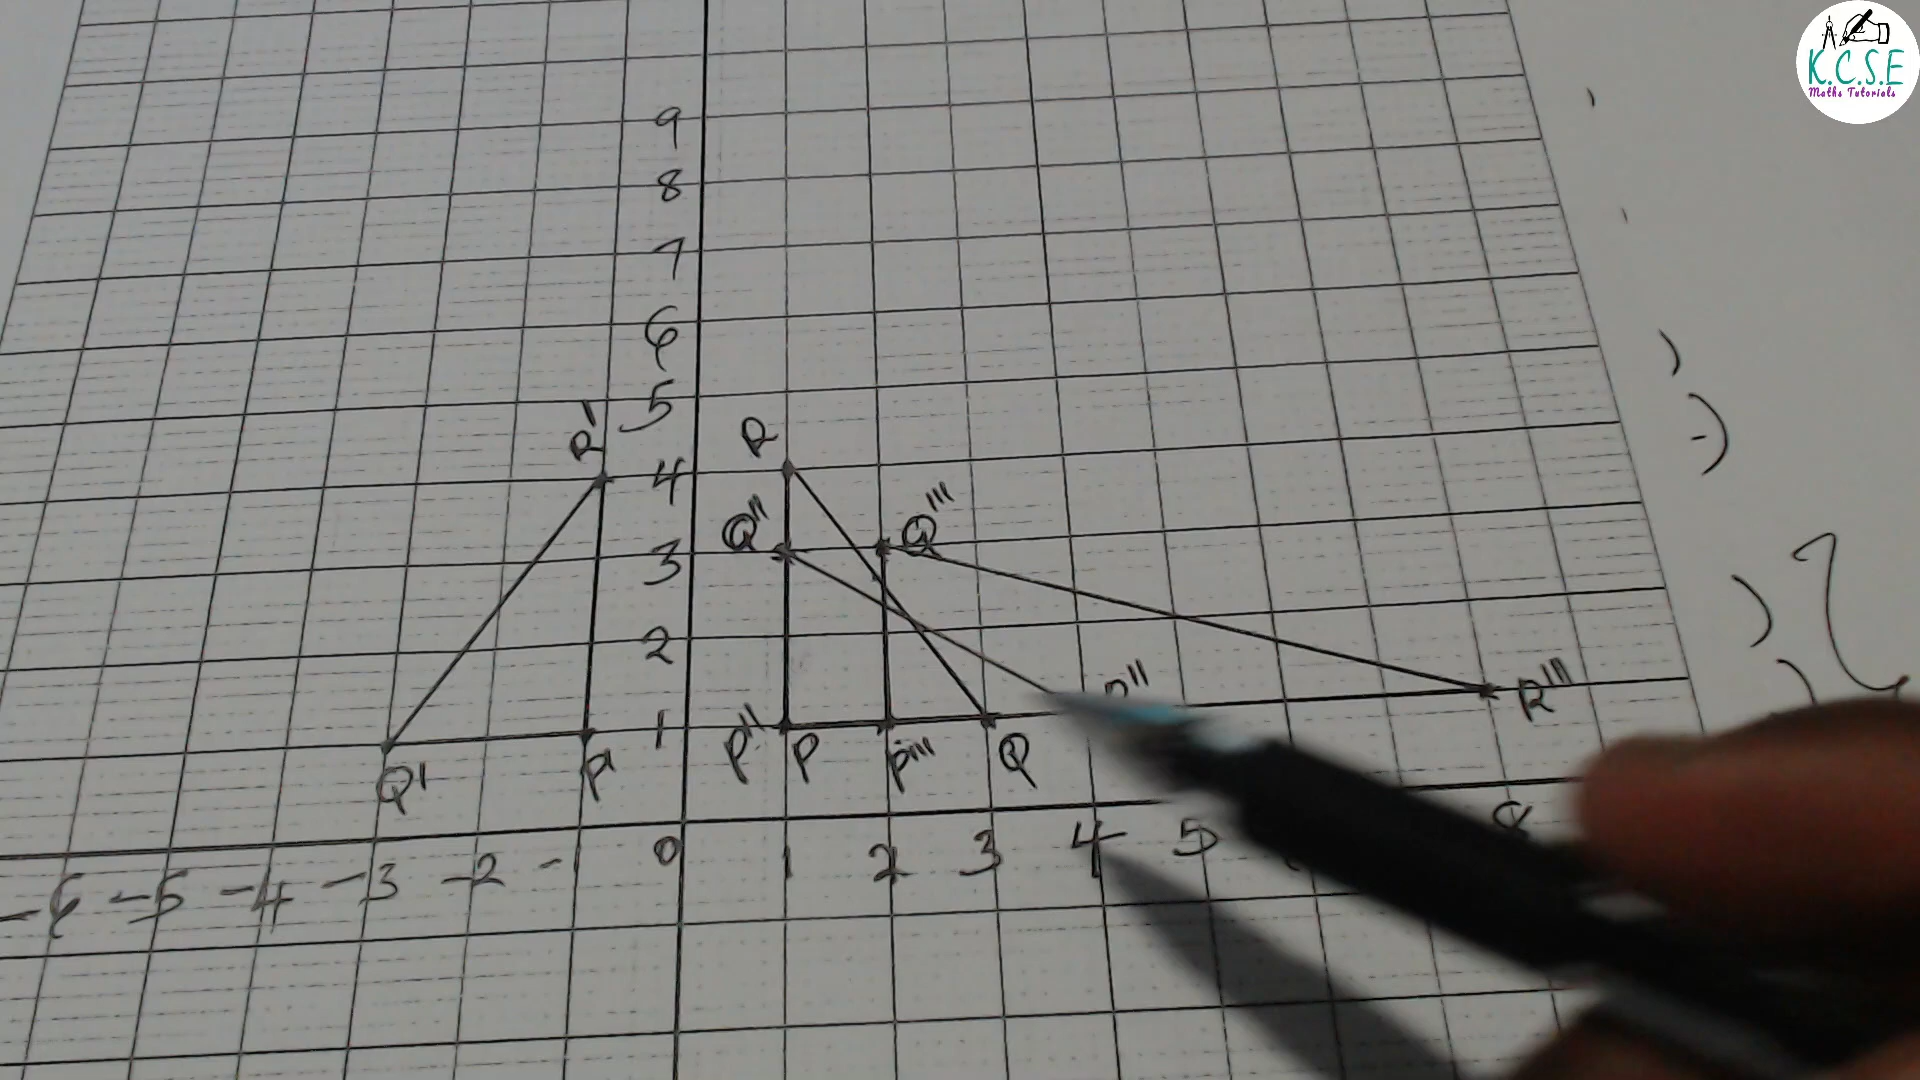 K.C.S.E
Maths Tutorials
9
8
7
6
5
R'
R
4
Q''
Q'''
3
2
R'''
1
P''
P
P'''
Q
Q'
P'
-6 -5 -4 -3 -2 -1 0 1 2 3 4 5